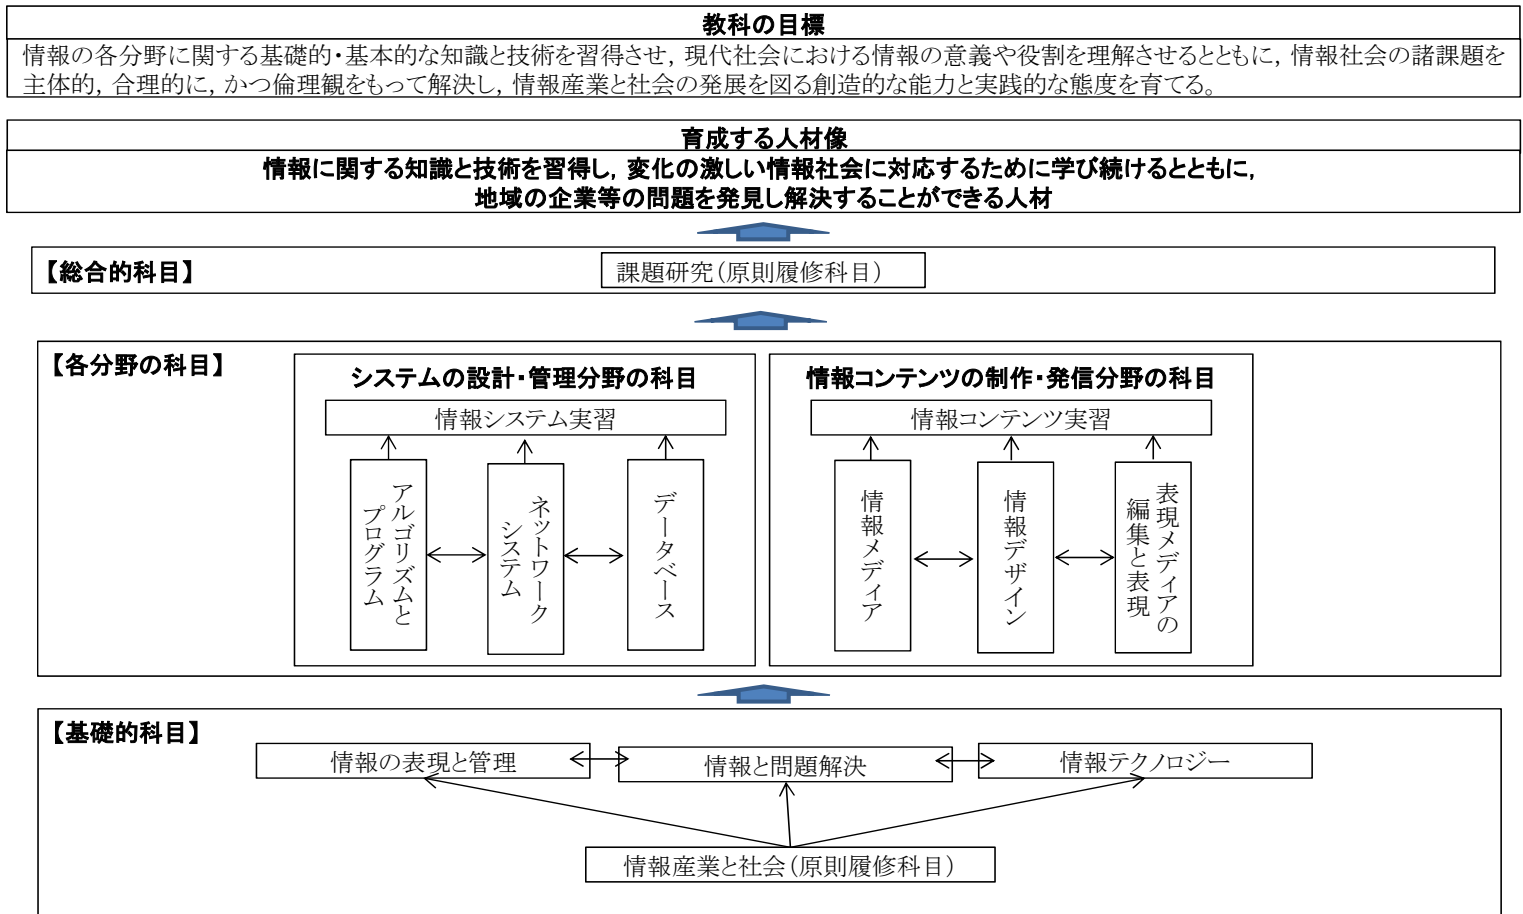 教科の目標
情報の各分野に関する基礎的・基本的な知識と技術を習得させ，現代社会における情報の意義や役割を理解させるとともに，情報社会の諸課題を
主体的，合理的に，かつ倫理観をもって解決し，情報産業と社会の発展を図る創造的な能力と実践的な態度を育てる。
育成する人材像
情報に関する知識と技術を習得し，変化の激しい情報社会に対応するために学び続けるとともに，
地域の企業等の問題を発見し解決することができる人材
【総合的科目】
課題研究（原則履修科目）
【各分野の科目】
システムの設計・管理分野の科目
情報システム実習
アルゴリズムと
プログラム
ネットワーク
システム
データベース
情報コンテンツの制作・発信分野の科目
情報コンテンツ実習
情報メディア
情報デザイン
表現メディアの
編集と表現
【基礎的科目】
情報の表現と管理
情報と問題解決
情報テクノロジー
情報産業と社会（原則履修科目）